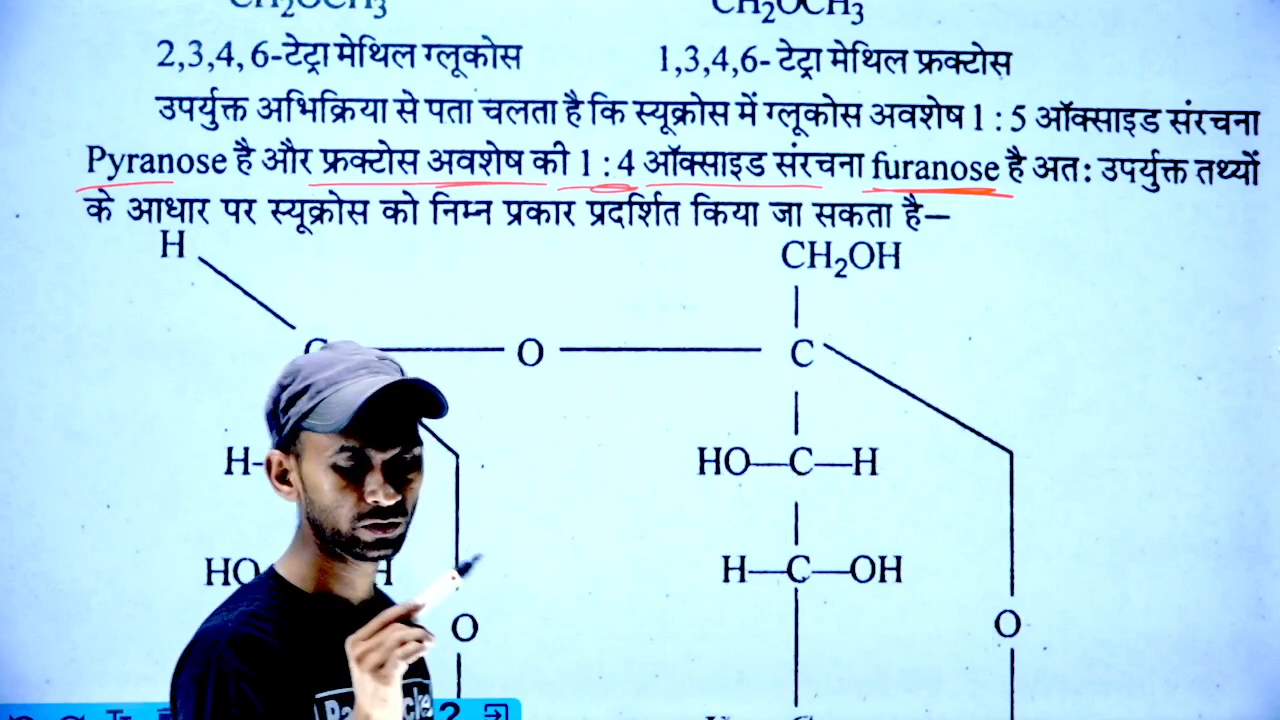 CH₂OCH₃ CH₂OCH₃
2,3,4, 6-टेट्रा मेथिल ग्लूकोस 1,3,4,6- टेट्रा मेथिल फ्रक्टोस
उपर्युक्त अभिक्रिया से पता चलता है कि स्यूक्रोस में ग्लूकोस अवशेष 1 : 5 ऑक्साइड संरचना
Pyranose है और फ्रक्टोस अवशेष की 1 : 4 ऑक्साइड संरचना furanose है अत: उपर्युक्त तथ्यों
के आधार पर स्यूक्रोस को निम्न प्रकार प्रदर्शित किया जा सकता है—
H CH₂OH
C O C
H- HO—C—H
HO H H—C—OH
O O